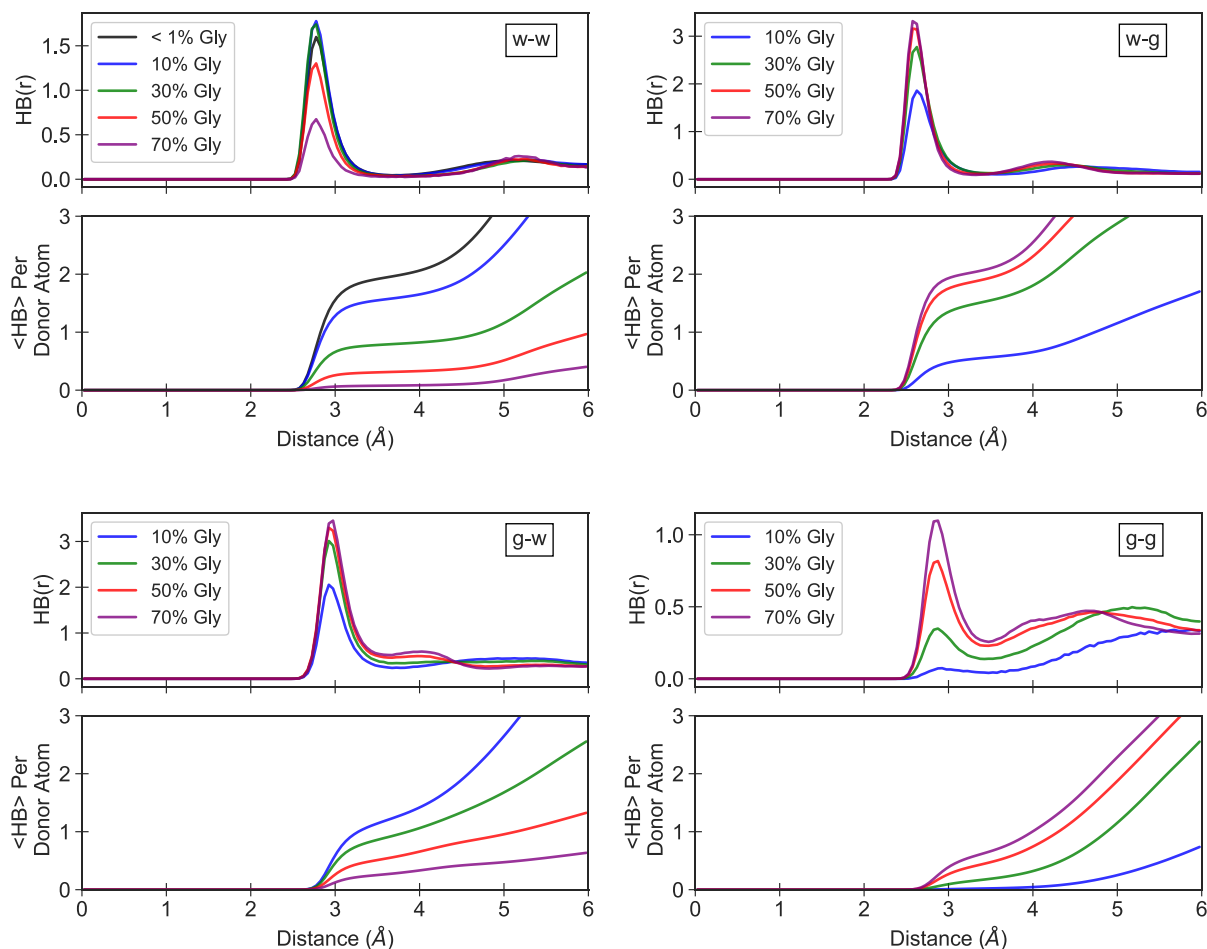 w-w
< 1% Gly
10% Gly
30% Gly
50% Gly
70% Gly
HB(r)
1.5
1.0
0.5
0.0
<HB> Per
Donor Atom
3
2
1
0
0 1 2 3 4 5 6
Distance (Å)
w-g
10% Gly
30% Gly
50% Gly
70% Gly
HB(r)
3
2
1
0
<HB> Per
Donor Atom
3
2
1
0
0 1 2 3 4 5 6
Distance (Å)
g-w
10% Gly
30% Gly
50% Gly
70% Gly
HB(r)
3
2
1
0
<HB> Per
Donor Atom
3
2
1
0
0 1 2 3 4 5 6
Distance (Å)
g-g
10% Gly
30% Gly
50% Gly
70% Gly
HB(r)
1.0
0.5
0.0
<HB> Per
Donor Atom
3
2
1
0
0 1 2 3 4 5 6
Distance (Å)